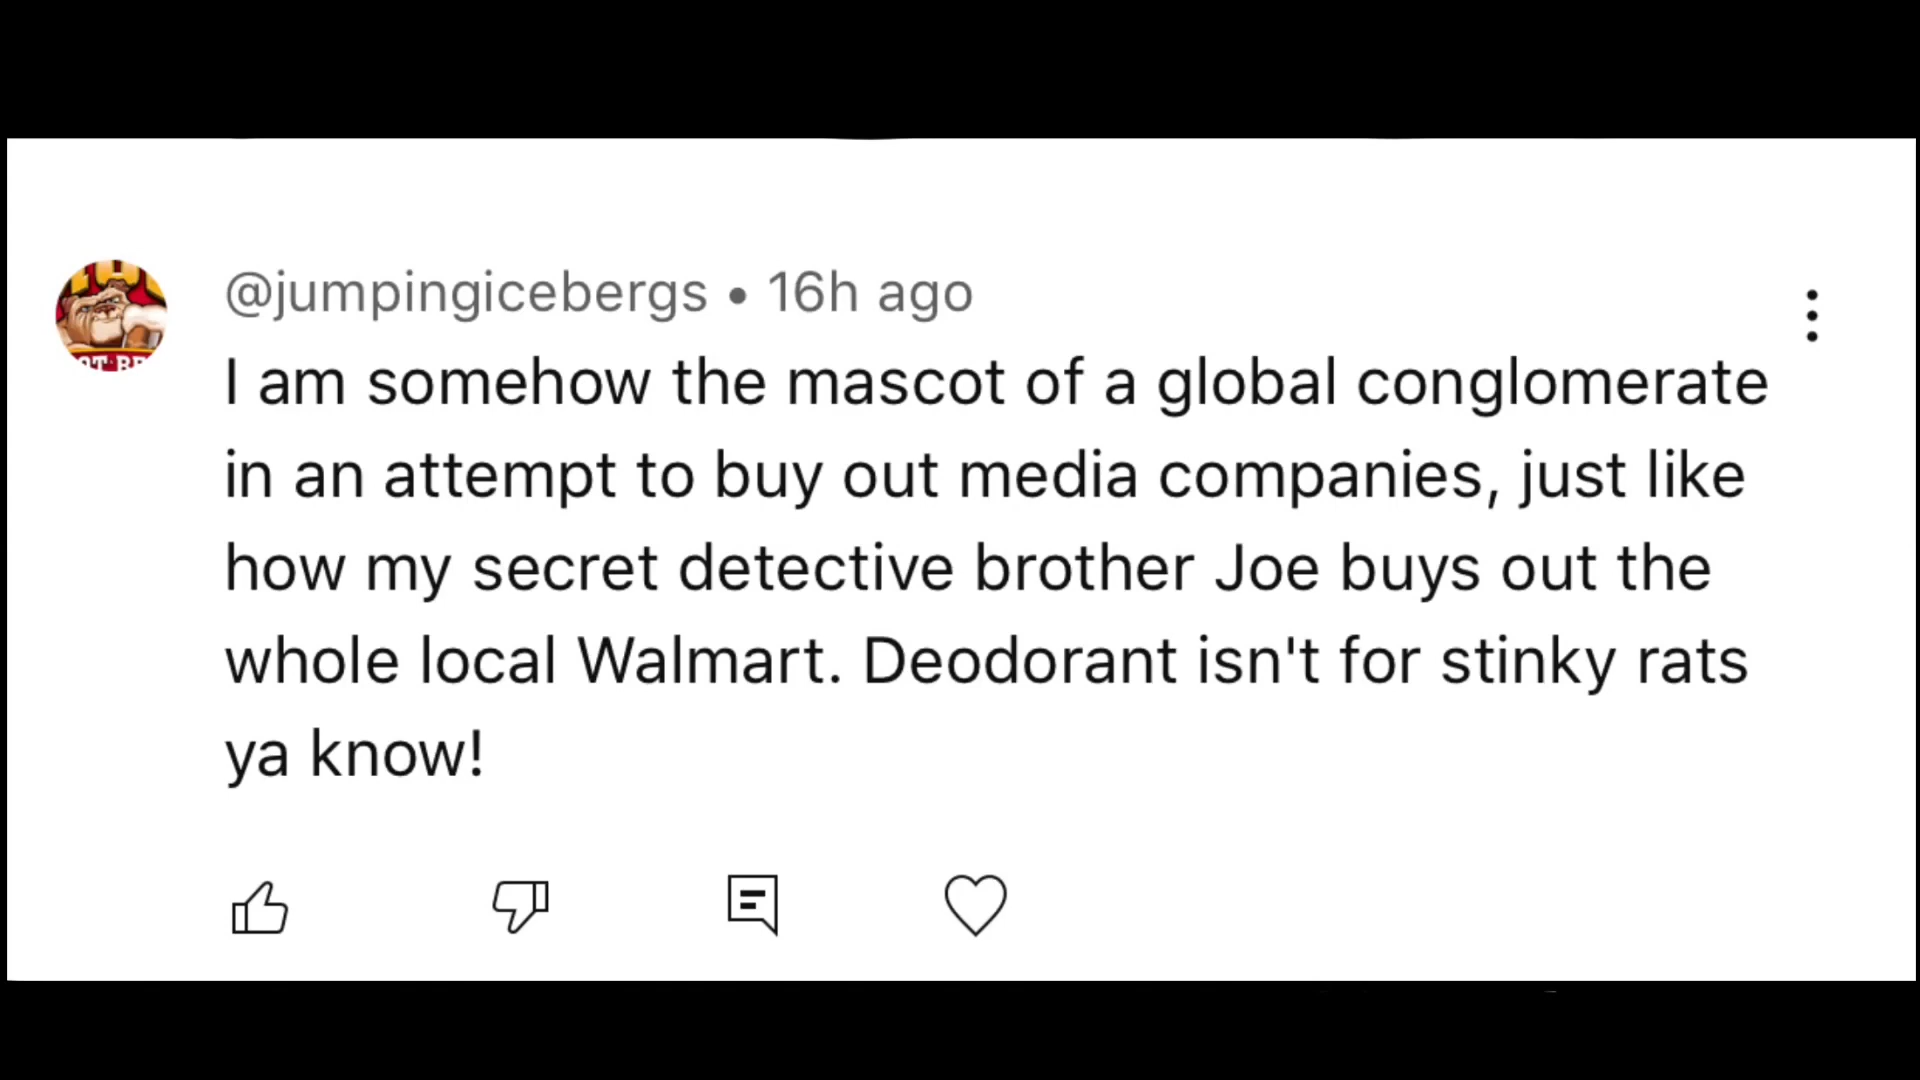 @jumpingicebergs • 16h ago
I am somehow the mascot of a global conglomerate
in an attempt to buy out media companies, just like
how my secret detective brother Joe buys out the
whole local Walmart. Deodorant isn't for stinky rats
ya know!